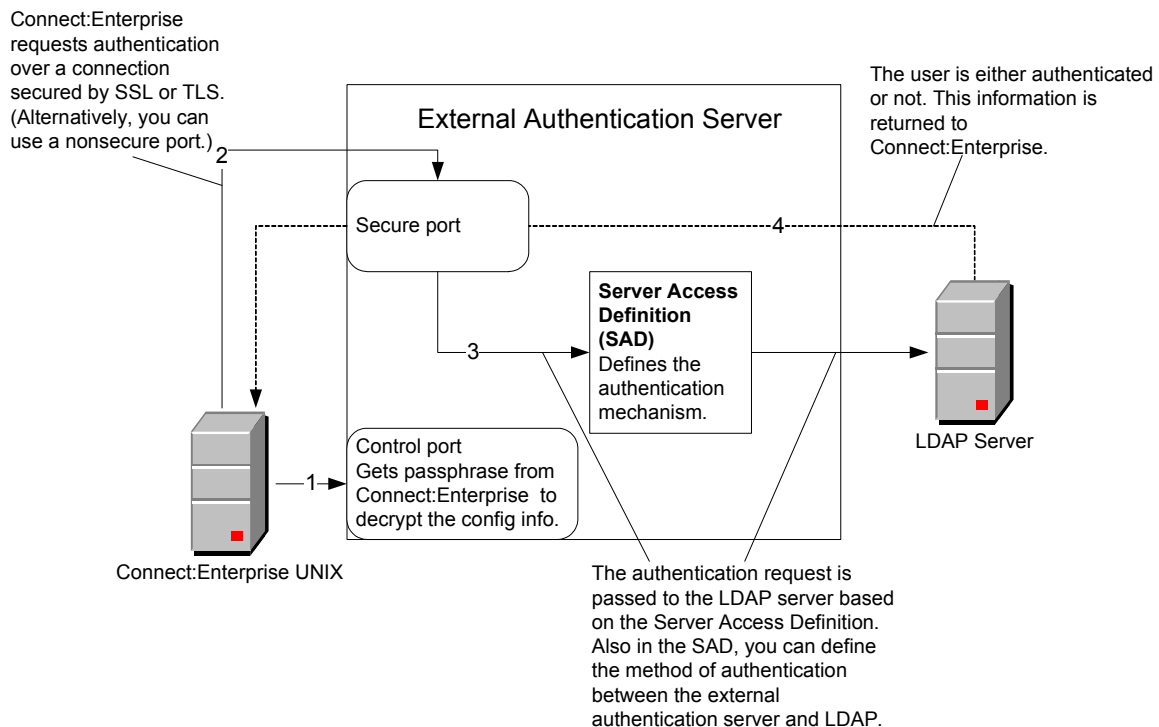 Connect:Enterprise
requests authentication
over a connection
secured by SSL or TLS.
(Alternatively, you can
use a nonsecure port.)
2
External Authentication Server
The user is either authenticated
or not. This information is
returned to
Connect:Enterprise.
Secure port
4
3
Server Access
Definition
(SAD)
Defines the
authentication
mechanism.
LDAP Server
1
Control port
Gets passphrase from
Connect:Enterprise to
decrypt the config info.
Connect:Enterprise UNIX
The authentication request is
passed to the LDAP server based
on the Server Access Definition.
Also in the SAD, you can define
the method of authentication
between the external
authentication server and LDAP.